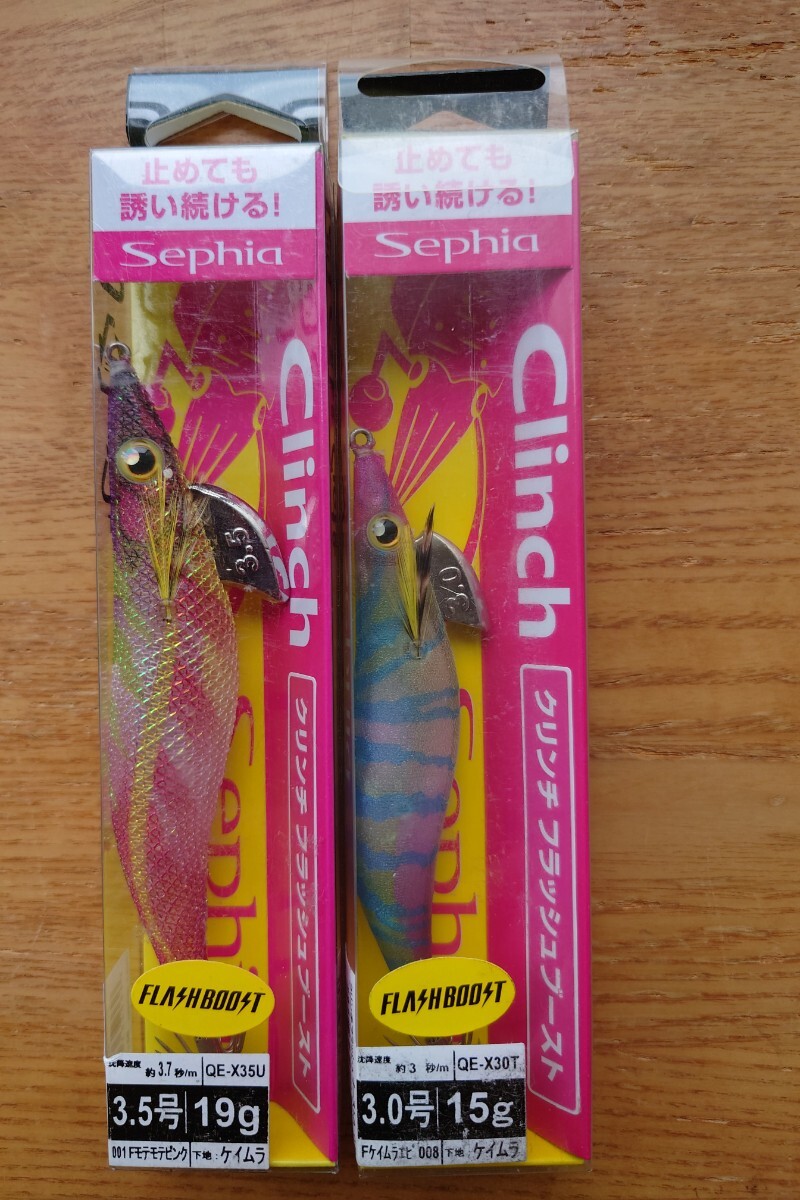 止めても
誘い続ける!
Sephia
Clinch
クリンチ フラッシュブースト
3.5
Sephi
FLASHBOOST
沈降速度
約3.7秒/m
QE-X35U
3.5号
19g
001 Fモテモテピンク
下地:ケイムラ
止めても
誘い続ける!
Sephia
Clinch
クリンチ フラッシュブースト
3.0
Sephia
FLASHBOOST
沈降速度
約3 秒/m
QE-X30T
3.0号
15g
Fケイムラエビ 008
下地:ケイムラ